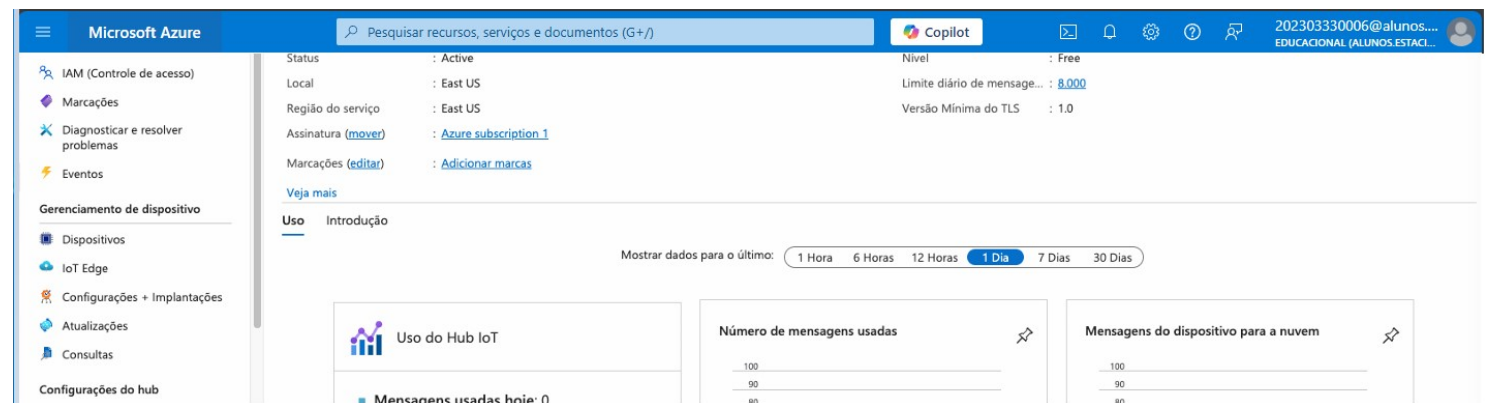 Microsoft Azure
Pesquisar recursos, serviços e documentos (G+/)
Copilot
202303330006@alunos....
EDUCACIONAL (ALUNOS.ESTACI...
IAM (Controle de acesso)
Marcações
Diagnosticar e resolver
problemas
Eventos
Gerenciamento de dispositivo
Dispositivos
IoT Edge
Configurações + Implantações
Atualizações
Consultas
Configurações do hub
Status : Active
Local : East US
Região do serviço : East US
Assinatura (mover) : Azure subscription 1
Marcações (editar) : Adicionar marcas
Veja mais
Nível : Free
Limite diário de mensage... : 8.000
Versão Mínima do TLS : 1.0
Uso Introdução
Mostrar dados para o último: 1 Hora 6 Horas 12 Horas 1 Dia 7 Dias 30 Dias
Uso do Hub IoT
Mensagens usadas hoje: 0
Número de mensagens usadas
100
90
80
Mensagens do dispositivo para a nuvem
100
90
80